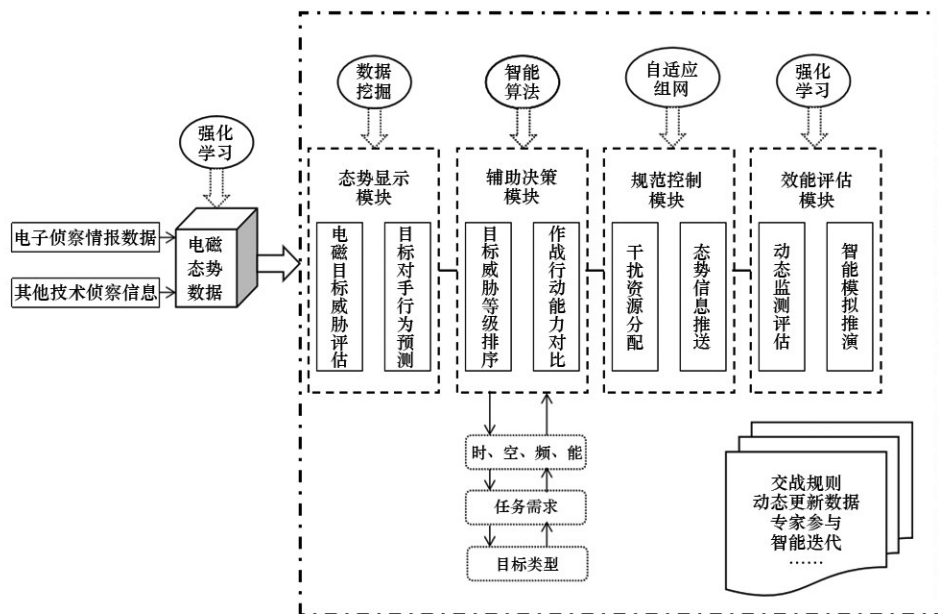 数据
挖掘
智能
算法
自适应
组网
强化
学习
强化
学习
电子侦察情报数据
其他技术侦察信息
电磁
态势
数据
态势显示
模块
电磁目标威胁评估
目标对手行为预测
辅助决策
模块
目标威胁等级排序
作战行动能力对比
规范控制
模块
干扰资源分配
态势信息推送
效能评估
模块
动态监测评估
智能模拟推演
时、空、频、能
任务需求
目标类型
交战规则
动态更新数据
专家参与
智能迭代
……